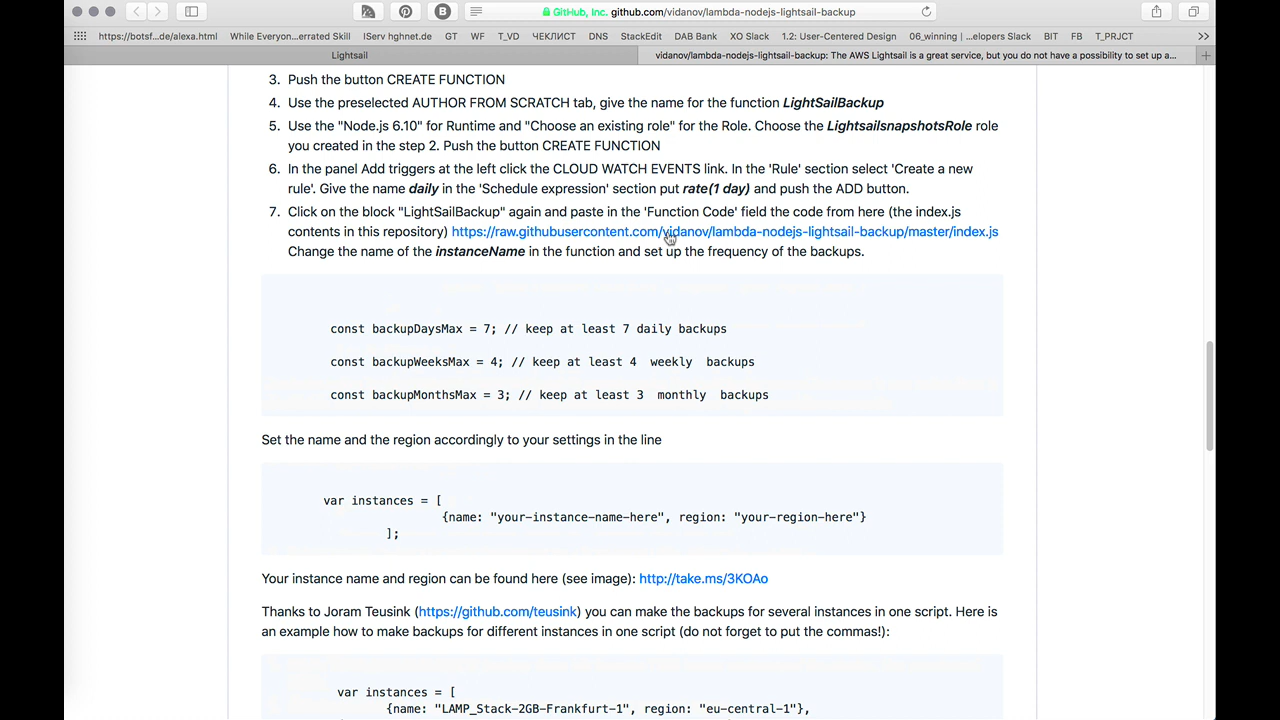 GitHub, Inc. github.com/vidanov/lambda-nodejs-lightsail-backup
https://botsf...de/alexa.html While Everyon...errated Skill IServ hghnet.de GT WF T_VD ЧЕКЛИСТ DNS StackEdit DAB Bank XO Slack 1.2: User-Centered Design 06_winning |...elopers Slack BIT FB T_PRJCT
Lightsail
vidanov/lambda-nodejs-lightsail-backup: The AWS Lightsail is a great service, but you do not have a possibility to set up a...
3. Push the button CREATE FUNCTION
4. Use the preselected AUTHOR FROM SCRATCH tab, give the name for the function LightSailBackup
5. Use the "Node.js 6.10" for Runtime and "Choose an existing role" for the Role. Choose the LightsailsnapshotsRole role
you created in the step 2. Push the button CREATE FUNCTION
6. In the panel Add triggers at the left click the CLOUD WATCH EVENTS link. In the 'Rule' section select 'Create a new
rule'. Give the name daily in the 'Schedule expression' section put rate(1 day) and push the ADD button.
7. Click on the block "LightSailBackup" again and paste in the 'Function Code' field the code from here (the index.js
contents in this repository) https://raw.githubusercontent.com/vidanov/lambda-nodejs-lightsail-backup/master/index.js
Change the name of the instanceName in the function and set up the frequency of the backups.
const backupDaysMax = 7; // keep at least 7 daily backups
const backupWeeksMax = 4; // keep at least 4 weekly backups
const backupMonthsMax = 3; // keep at least 3 monthly backups
Set the name and the region accordingly to your settings in the line
var instances = [
{name: "your-instance-name-here", region: "your-region-here"}
];
Your instance name and region can be found here (see image): http://take.ms/3KOAo
Thanks to Joram Teusink (https://github.com/teusink) you can make the backups for several instances in one script. Here is
an example how to make backups for different instances in one script (do not forget to put the commas!):
var instances = [
{name: "LAMP_Stack-2GB-Frankfurt-1", region: "eu-central-1"},